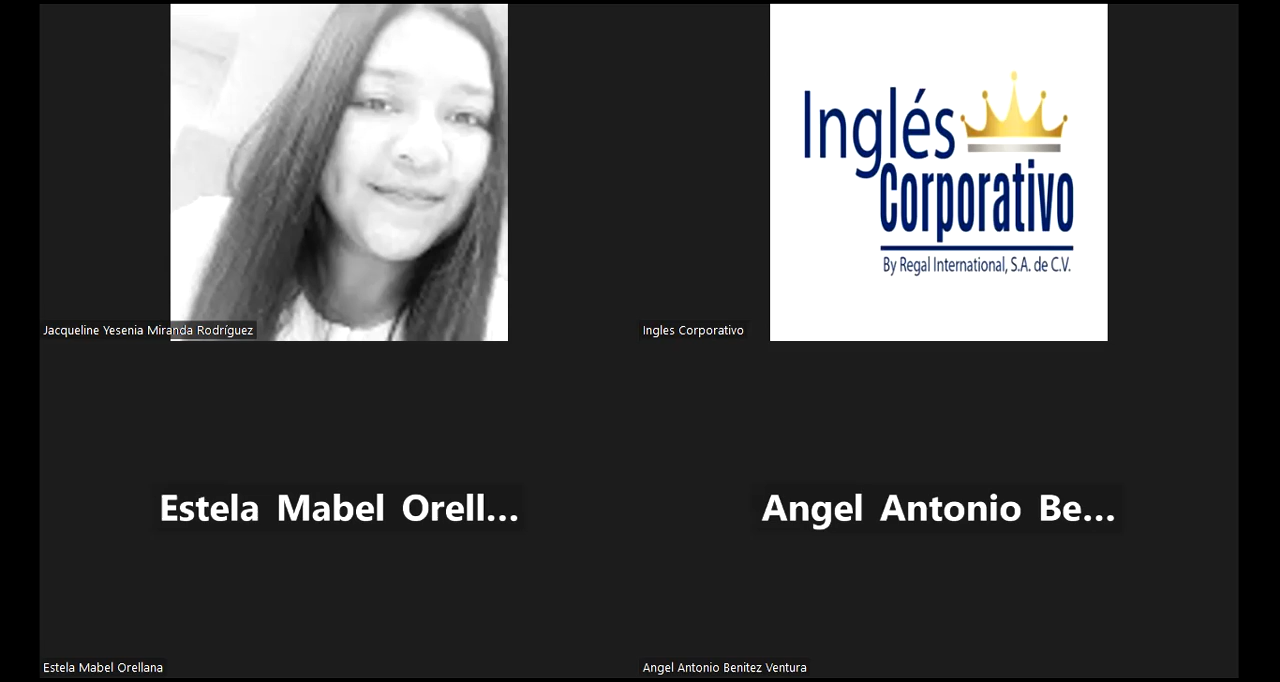 Inglés
Corporativo
By Regal International, S.A. de C.V.
Jacqueline Yesenia Miranda Rodríguez
Ingles Corporativo
Estela Mabel Orell...
Angel Antonio Be...
Estela Mabel Orellana
Angel Antonio Benitez Ventura